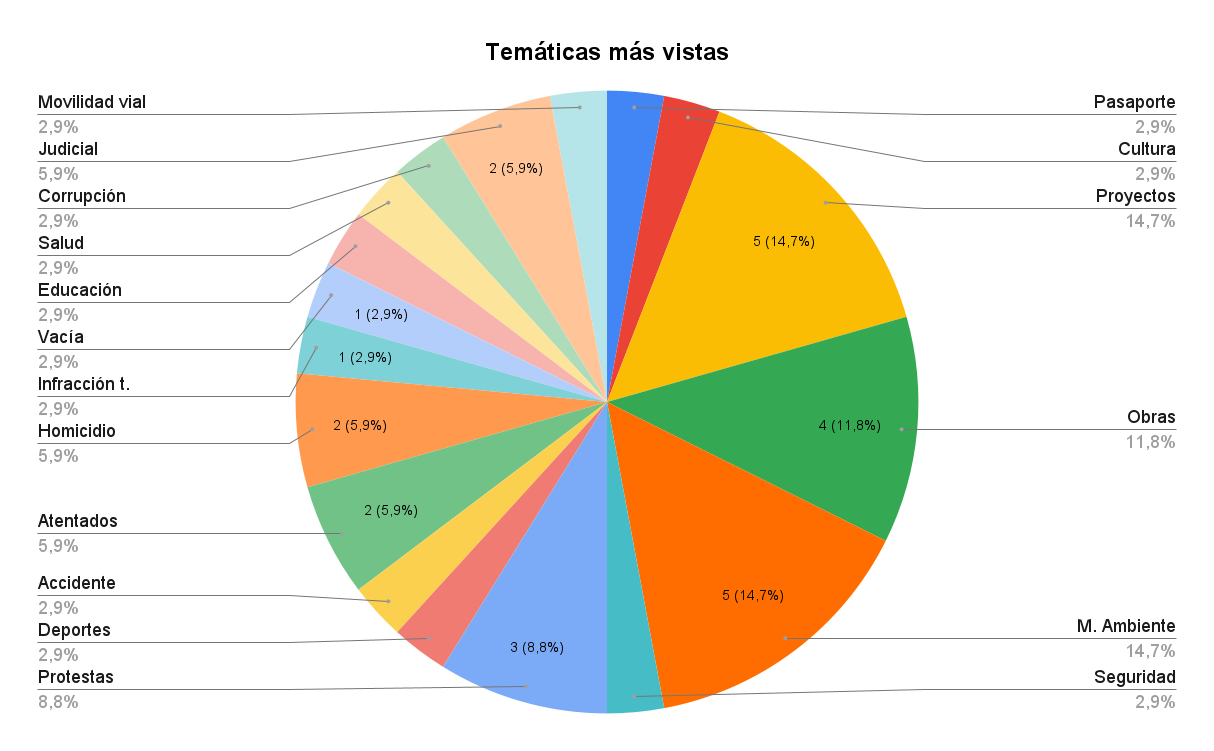 Temáticas más vistas
Movilidad vial
2,9%
Judicial
5,9%
Corrupción
2,9%
Salud
2,9%
Educación
2,9%
Vacía
2,9%
Infracción t.
2,9%
Homicidio
5,9%
Atentados
5,9%
Accidente
2,9%
Deportes
2,9%
Protestas
8,8%
2 (5,9%)
5 (14,7%)
1 (2,9%)
1 (2,9%)
2 (5,9%)
4 (11,8%)
2 (5,9%)
5 (14,7%)
3 (8,8%)
Pasaporte
2,9%
Cultura
2,9%
Proyectos
14,7%
Obras
11,8%
M. Ambiente
14,7%
Seguridad
2,9%